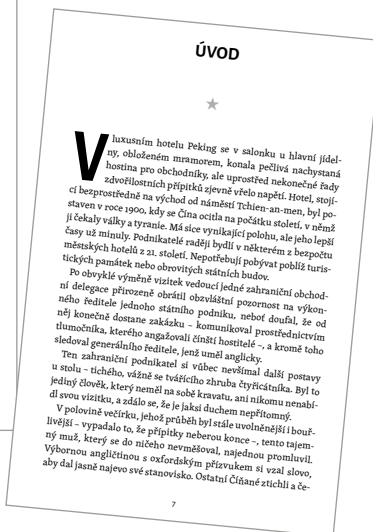 ÚVOD
V luxusním hotelu Peking se v salonku u hlavní jídel-
ny, obloženém mramorem, konala pečlivá nachystaná
hostina pro obchodníky, ale uprostřed nekonečné řady
zdvořilostních přípitků zjevně vřelo napětí. Hotel, stojí-
cí bezprostředně na východ od náměstí Tchien-an-men, byl po-
staven v roce 1900, kdy se Čína ocitla na počátku století, v němž
ji čekaly války a tyranie. Má sice vynikající polohu, ale jeho lepší
časy už minuly. Podnikatelé raději bydlí v některém z bezpočtu
městských hotelů z 21. století. Nepotřebují pobývat poblíž turis-
tických památek nebo obrovitých státních budov.
Po obvyklé výměně vizitek vedoucí jedné zahraniční obchod-
ní delegace přirozeně obrátil obzvláštní pozornost na výkon-
ného ředitele jednoho státního podniku, neboť doufal, že od
něj konečně dostane zakázku – komunikoval prostřednictvím
tlumočníka, kterého angažovali čínští hostitelé –, a kromě toho
sledoval generálního ředitele, jenž uměl anglicky.
Ten zahraniční podnikatel si vůbec nevšímal další postavy
u stolu – tichého, vážně se tvářícího zhruba čtyřicátníka. Byl to
jediný člověk, který neměl na sobě kravatu, ani nikomu nenabí-
dl svou vizitku, a zdálo se, že je jaksi duchem nepřítomný.
V polovině večírku, jehož průběh byl stále uvolněnější i bouř-
livější – vypadalo to, že přípitky neberou konce –, tento tajem-
ný muž, který se do ničeho nevměšoval, najednou promluvil.
Výbornou angličtinou s oxfordským přízvukem si vzal slovo,
aby dal jasně najevo své stanovisko. Ostatní Číňané ztichli a če-
7